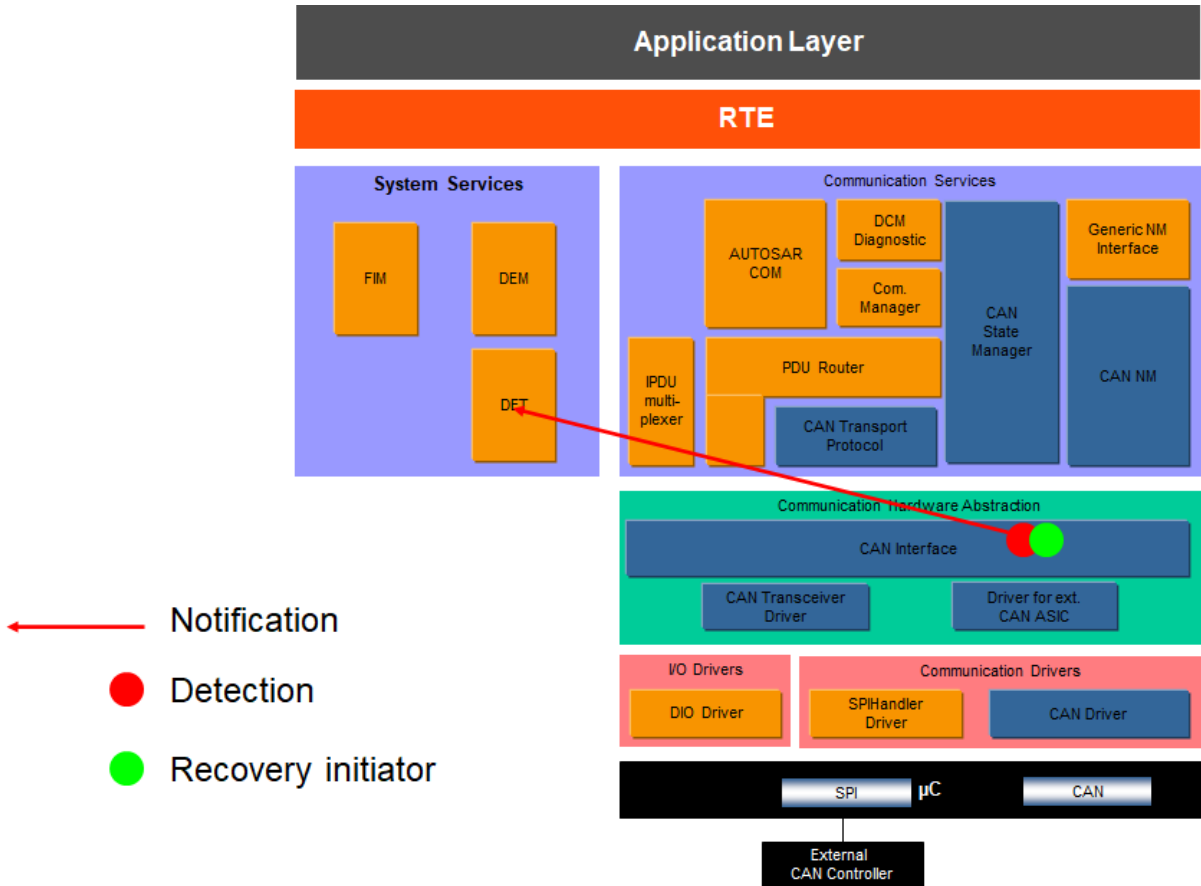 Application Layer
RTE
System Services
FIM
DEM
DET
Communication Services
AUTOSAR
COM
DCM
Diagnostic
Com.
Manager
CAN
State
Manager
Generic NM
Interface
CAN NM
IPDU
multi-
plexer
PDU Router
CAN Transport
Protocol
Communication Hardware Abstraction
CAN Interface
CAN Transceiver
Driver
Driver for ext.
CAN ASIC
I/O Drivers
DIO Driver
Communication Drivers
SPIHandler
Driver
CAN Driver
SPI
µC
CAN
External
CAN Controller
Notification
Detection
Recovery initiator